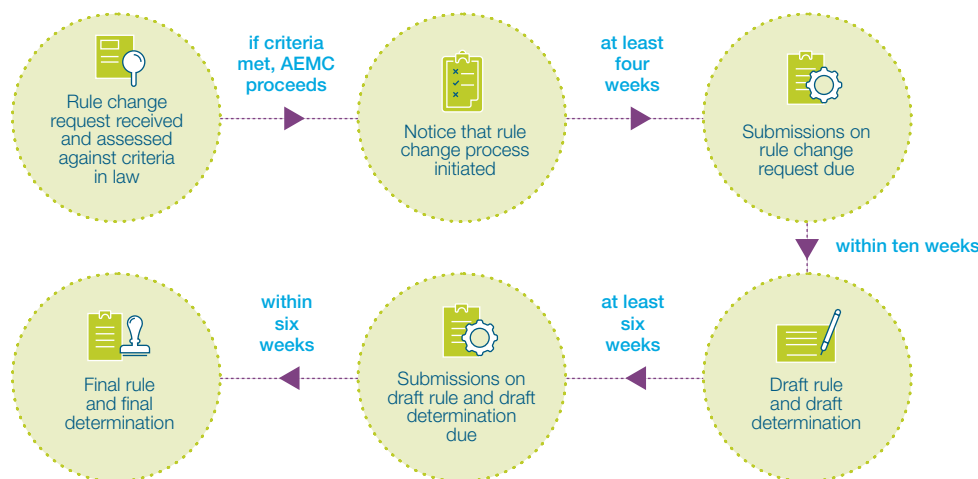 Rule change
request received
and assessed
against criteria
in law
if criteria
met, AEMC
proceeds
Notice that rule
change process
initiated
at least
four
weeks
Submissions on
rule change
request due
within ten weeks
Draft rule
and draft
determination
at least
six
weeks
Submissions on
draft rule and draft
determination
due
within
six
weeks
Final rule
and final
determination